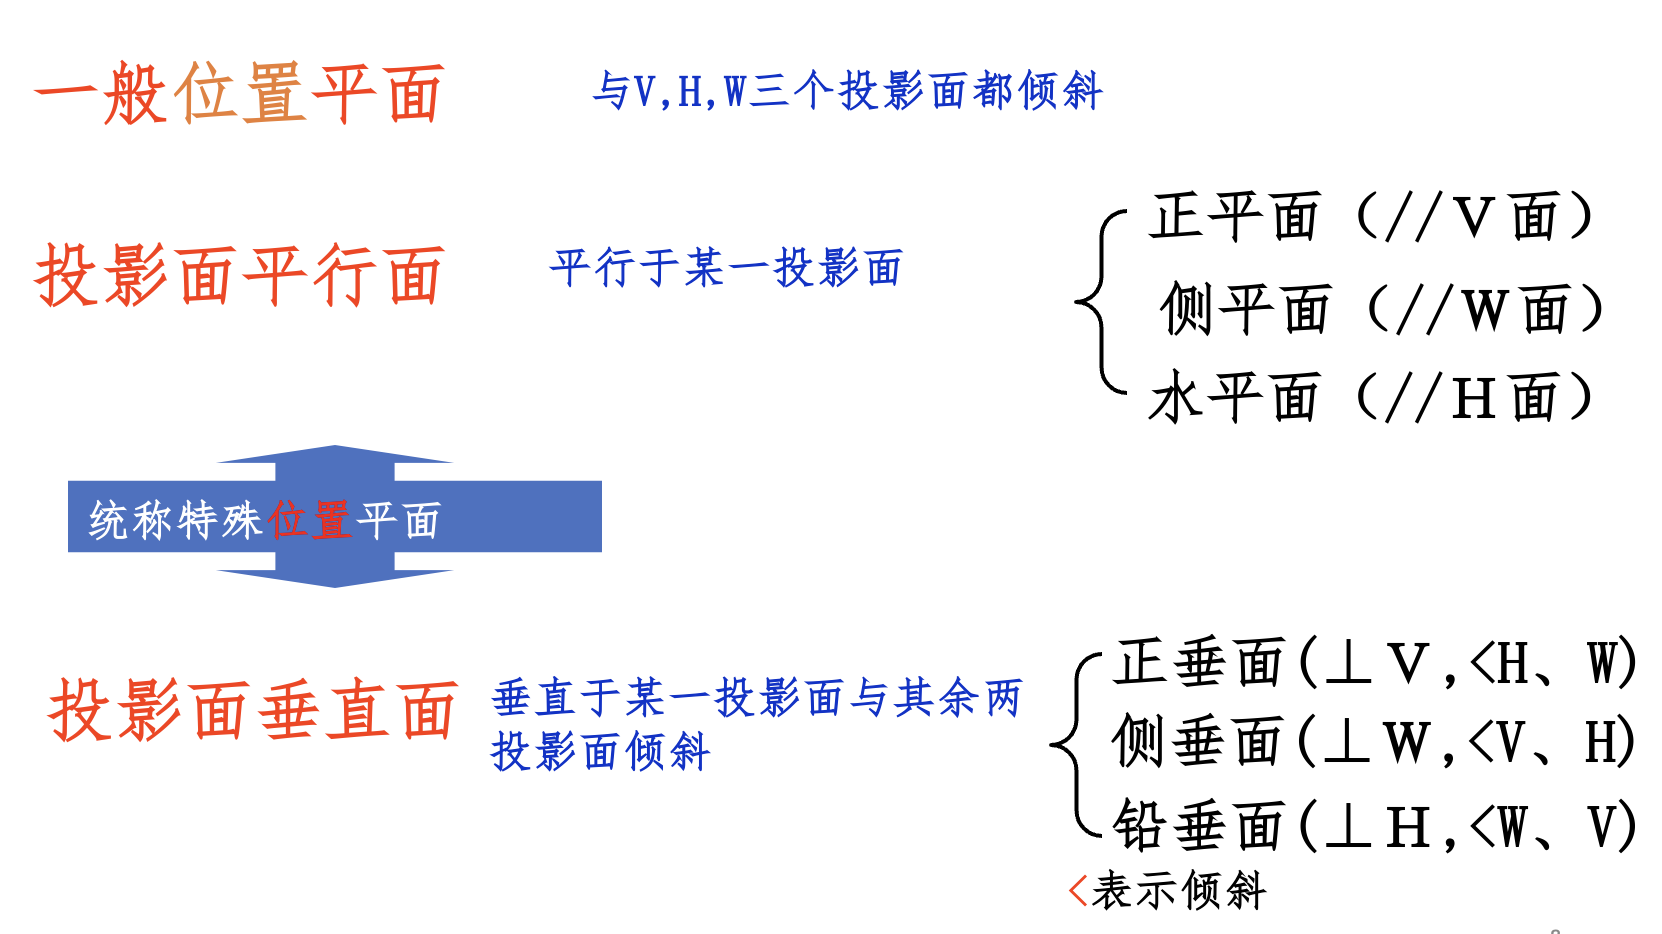 一般位置平面
与V,H,W三个投影面都倾斜
投影面平行面
平行于某一投影面
正平面（//V面）
侧平面（//W面）
水平面（//H面）
统称特殊位置平面
投影面垂直面
垂直于某一投影面与其余两
投影面倾斜
正垂面(⊥V,<H、W)
侧垂面(⊥W,<V、H)
铅垂面(⊥H,<W、V)
<表示倾斜